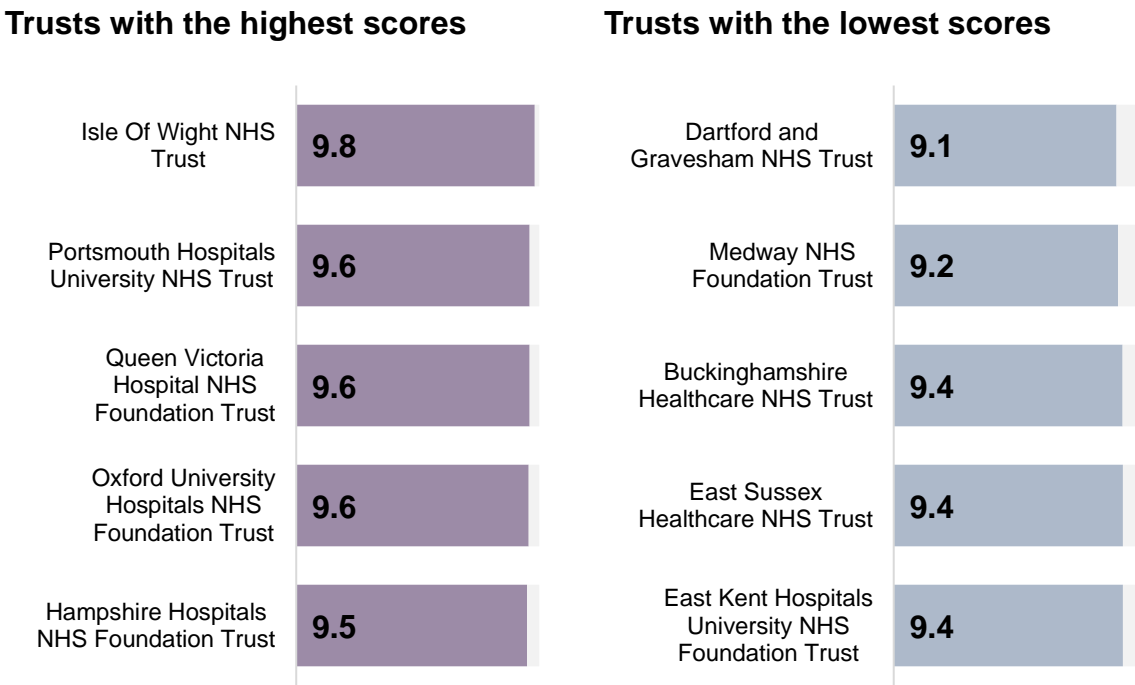 Trusts with the highest scores
Isle Of Wight NHS
Trust
9.8
Portsmouth Hospitals
University NHS Trust
9.6
Queen Victoria
Hospital NHS
Foundation Trust
9.6
Oxford University
Hospitals NHS
Foundation Trust
9.6
Hampshire Hospitals
NHS Foundation Trust
9.5
Trusts with the lowest scores
Dartford and
Gravesham NHS Trust
9.1
Medway NHS
Foundation Trust
9.2
Buckinghamshire
Healthcare NHS Trust
9.4
East Sussex
Healthcare NHS Trust
9.4
East Kent Hospitals
University NHS
Foundation Trust
9.4